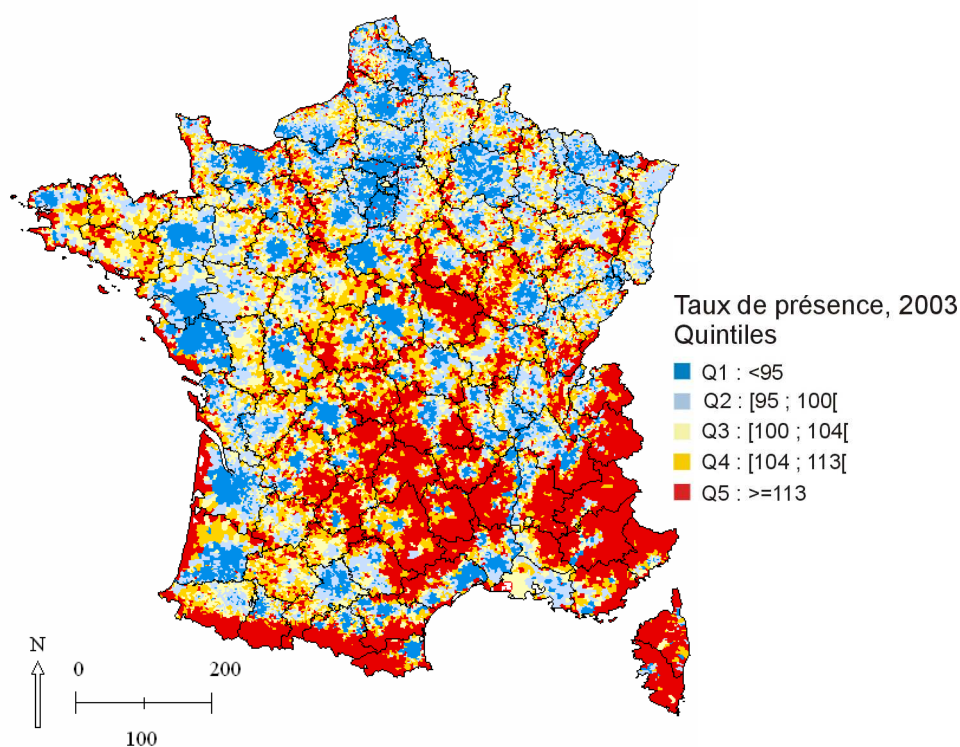 Taux de présence, 2003
Quintiles
Q1 : <95
Q2 : [95 ; 100[
Q3 : [100 ; 104[
Q4 : [104 ; 113[
Q5 : >=113
N
0 200
100